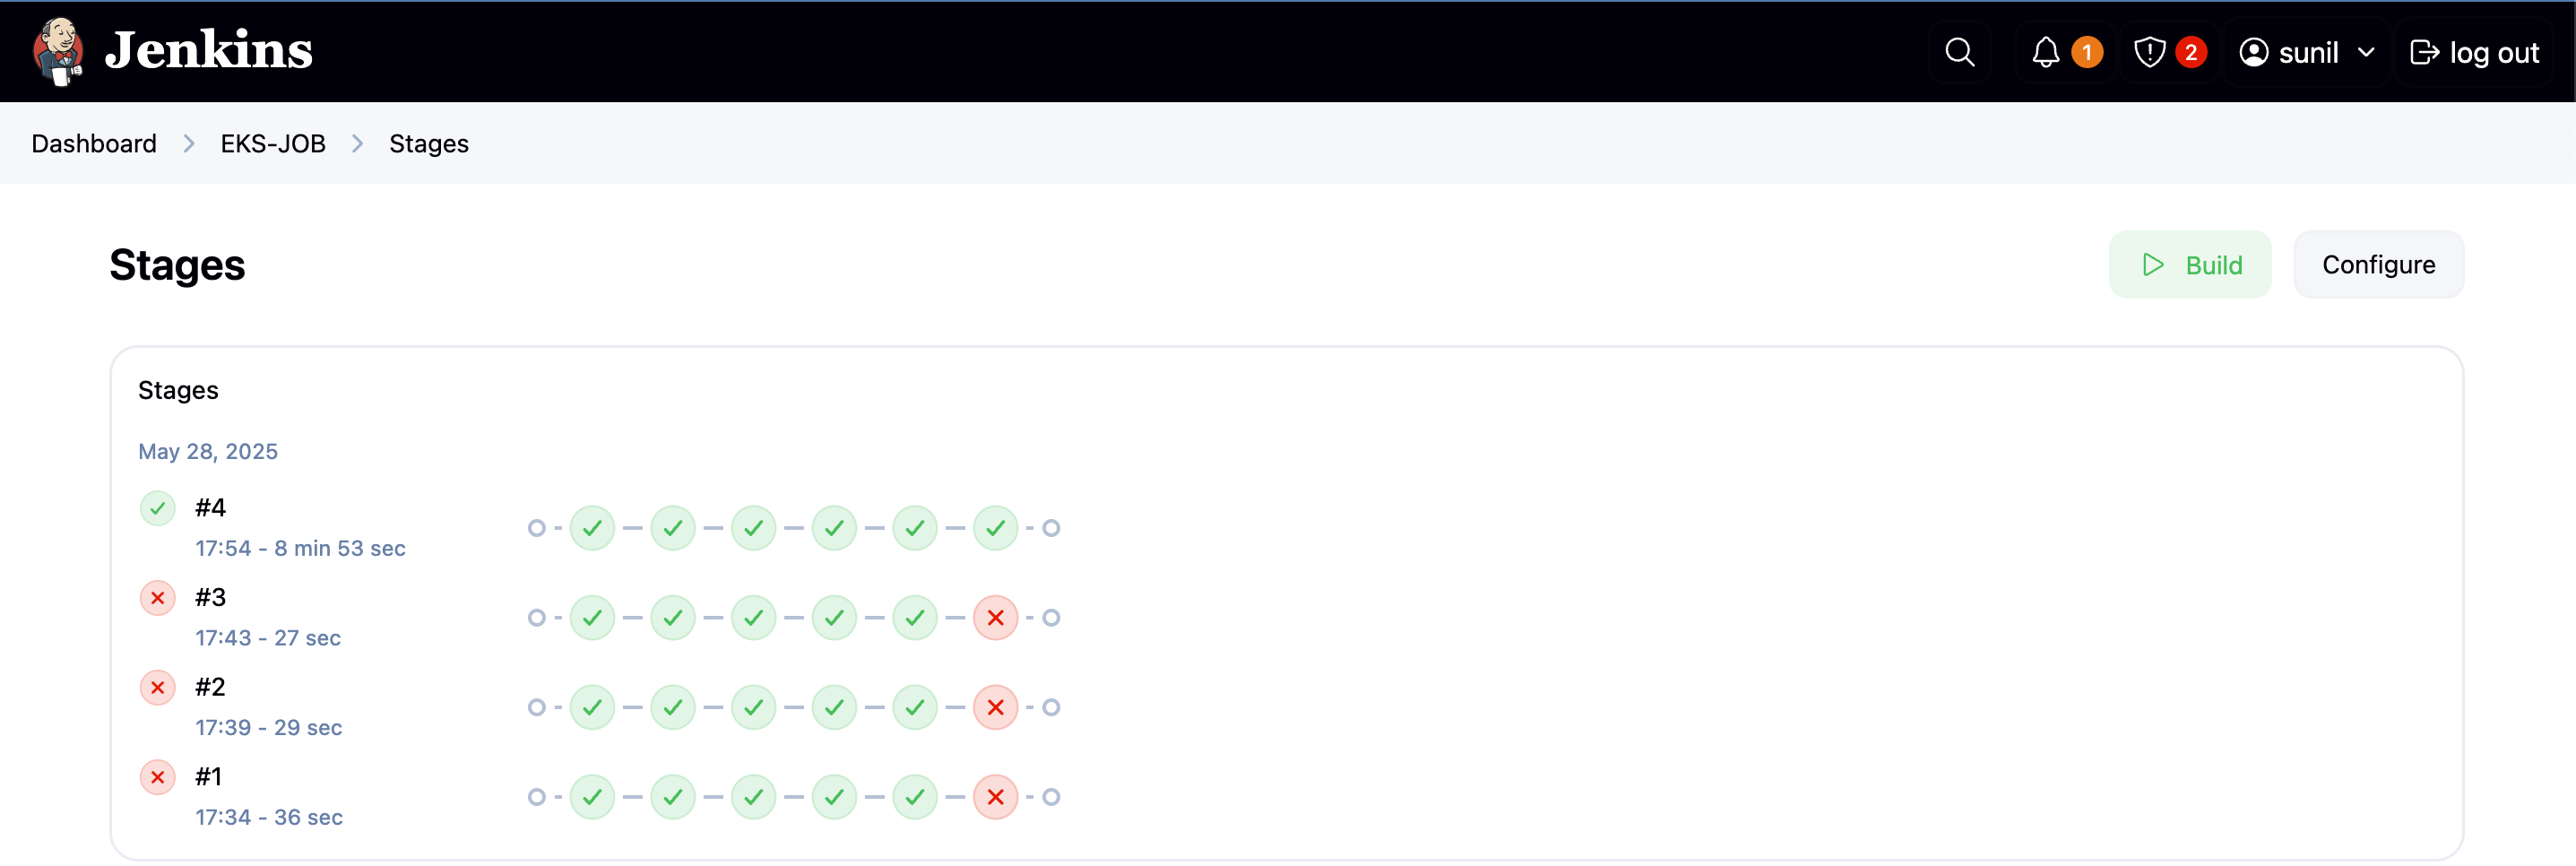 Jenkins
1
2
sunil
log out
Dashboard
EKS-JOB
Stages
Stages
Build
Configure
Stages
May 28, 2025
#4
17:54 - 8 min 53 sec
#3
17:43 - 27 sec
#2
17:39 - 29 sec
#1
17:34 - 36 sec